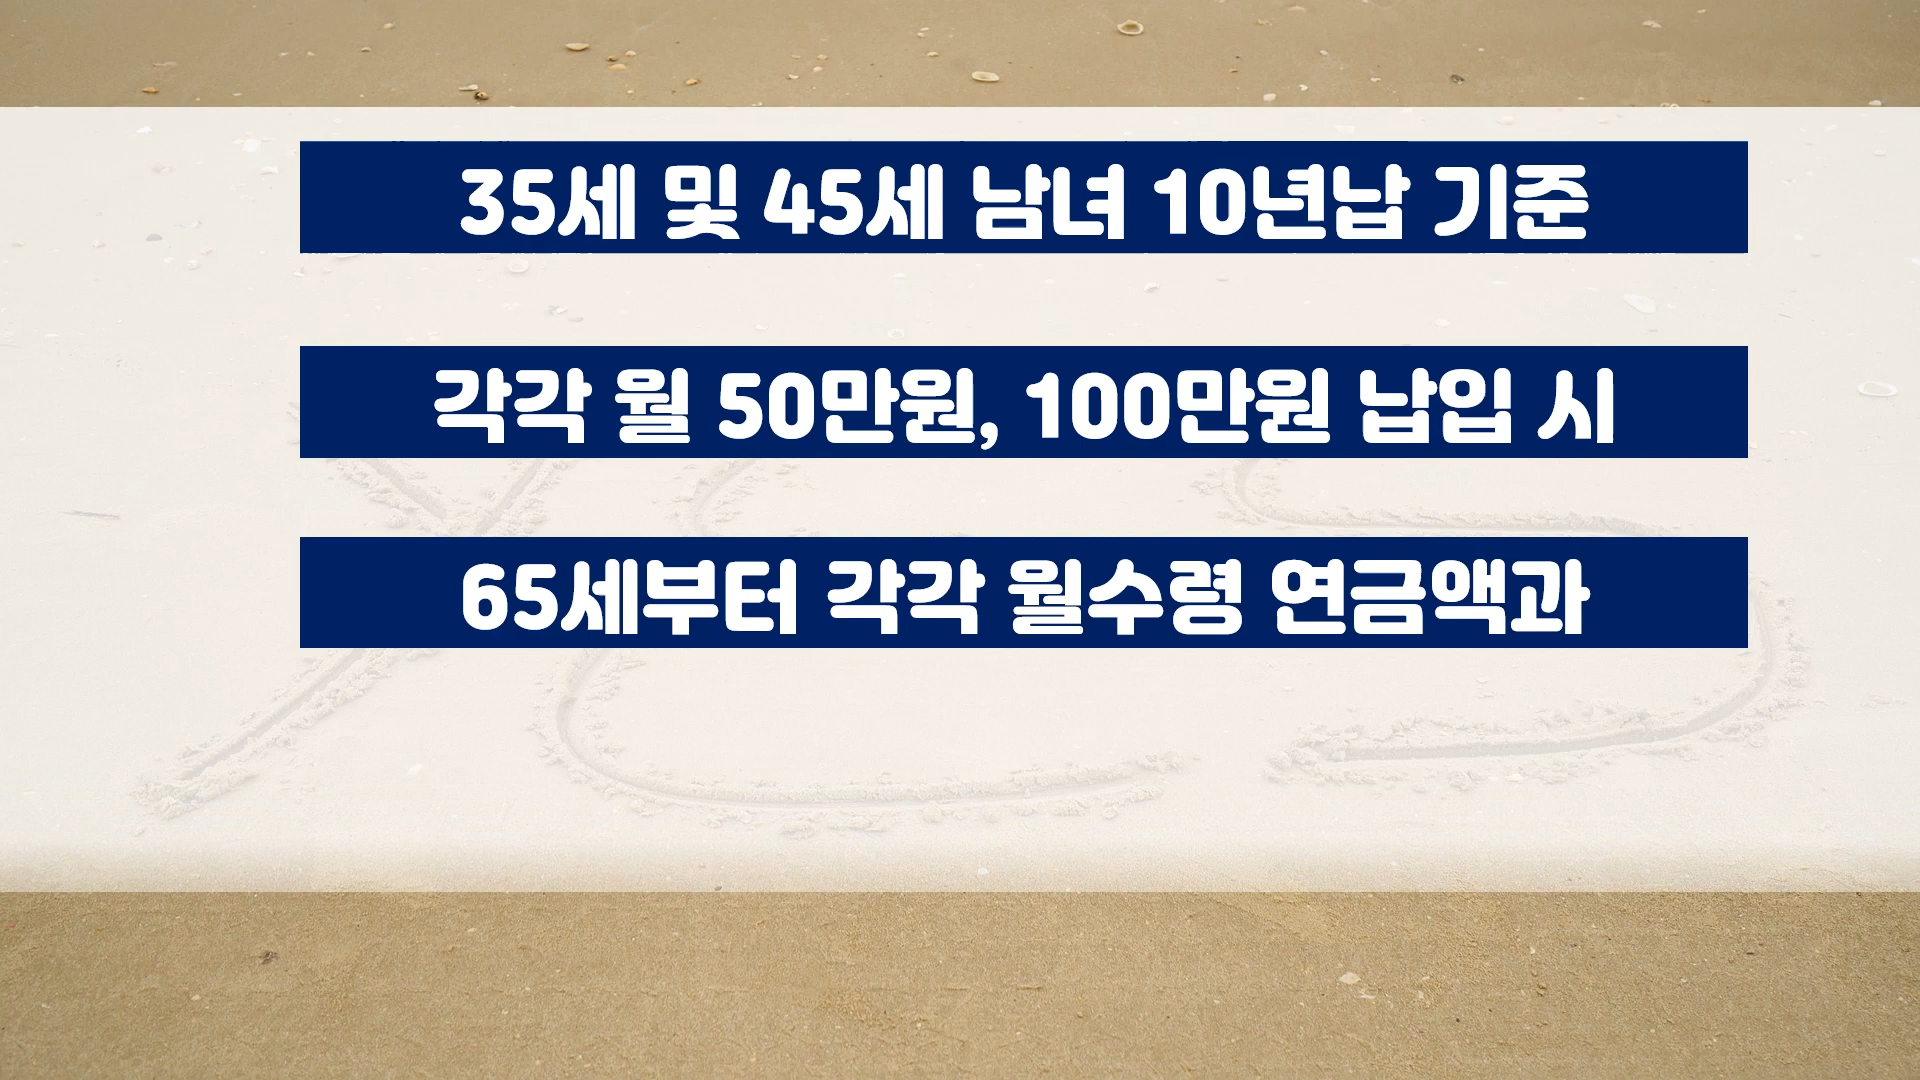 35세 및 45세 남녀 10년납 기준
각각 월 50만원, 100만원 납입 시
65세부터 각각 월수령 연금액과